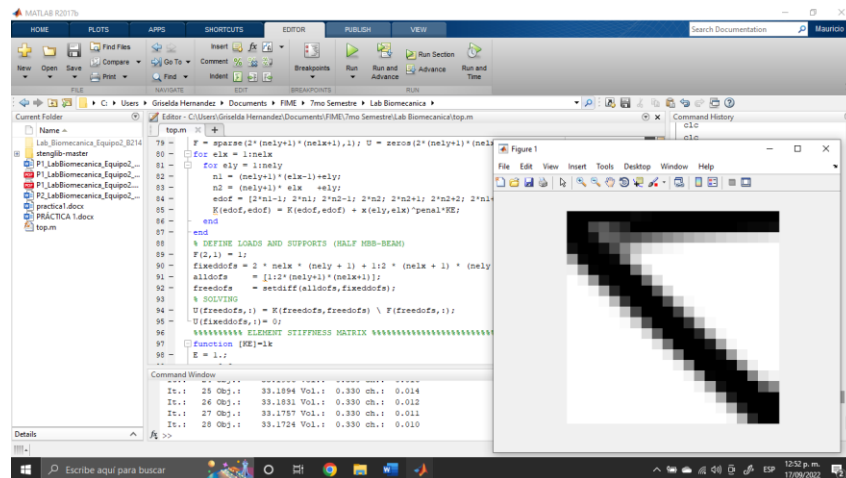 MATLAB R2017b
HOME PLOTS APPS SHORTCUTS EDITOR PUBLISH VIEW
Search Documentation
Mauricio
New Open Save
Find Files
Compare
Print
FILE
Go To
Find
NAVIGATE
Insert
Comment
Indent
EDIT
Breakpoints
BREAKPOINTS
Run
Run and Advance
Run Section
Advance
Run and Time
RUN
C: Users Griselda Hernandez Documents FIME 7mo Semestre Lab Biomecanica
Current Folder
Name
Lab_Biomecanica_Equipo2_B214
stenglib-master
P1_LabBiomecanica_Equipo2_...
P1_LabBiomecanica_Equipo2_...
P1_LabBiomecanica_Equipo2_...
P2_LabBiomecanica_Equipo2_...
practica1.docx
PRÁCTICA 1.docx
top.m
Details
Editor - C:\Users\Griselda Hernandez\Documents\FIME\7mo Semestre\Lab Biomecanica\top.m
top.m
79 - F = sparse(2*(nely+1)*(nelx+1),1); U = zeros(2*(nely+1)*(nelx
80 - for elx = 1:nelx
81 - for ely = 1:nely
82 - n1 = (nely+1)*(elx-1)+ely;
83 - n2 = (nely+1)* elx +ely;
84 - edof = [2*n1-1; 2*n1; 2*n2-1; 2*n2; 2*n2+1; 2*n2+2; 2*n1+
85 - K(edof,edof) = K(edof,edof) + x(ely,elx)^penal*KE;
86 - end
87 - end
88 % DEFINE LOADS AND SUPPORTS (HALF MBB-BEAM)
89 - F(2,1) = 1;
90 - fixeddofs = 2 * nelx * (nely + 1) + 1:2 * (nelx + 1) * (nely
91 - alldofs = [1:2*(nely+1)*(nelx+1)];
92 - freedofs = setdiff(alldofs,fixeddofs);
93 % SOLVING
94 - U(freedofs,:) = K(freedofs,freedofs) \ F(freedofs,:);
95 - U(fixeddofs,:)= 0;
96 %%%%%%%%%% ELEMENT STIFFNESS MATRIX %%%%%%%%%%%%%%%%%%%%%%%
97 function [KE]=lk
98 - E = 1.;
Command Window
It.: 25 Obj.: 33.1894 Vol.: 0.330 ch.: 0.014
It.: 26 Obj.: 33.1831 Vol.: 0.330 ch.: 0.012
It.: 27 Obj.: 33.1757 Vol.: 0.330 ch.: 0.011
It.: 28 Obj.: 33.1724 Vol.: 0.330 ch.: 0.010
fx >>
Command History
clc
clc
Figure 1
File Edit View Insert Tools Desktop Window Help
Escribe aquí para buscar
ESP
12:52 p. m.
17/09/2022